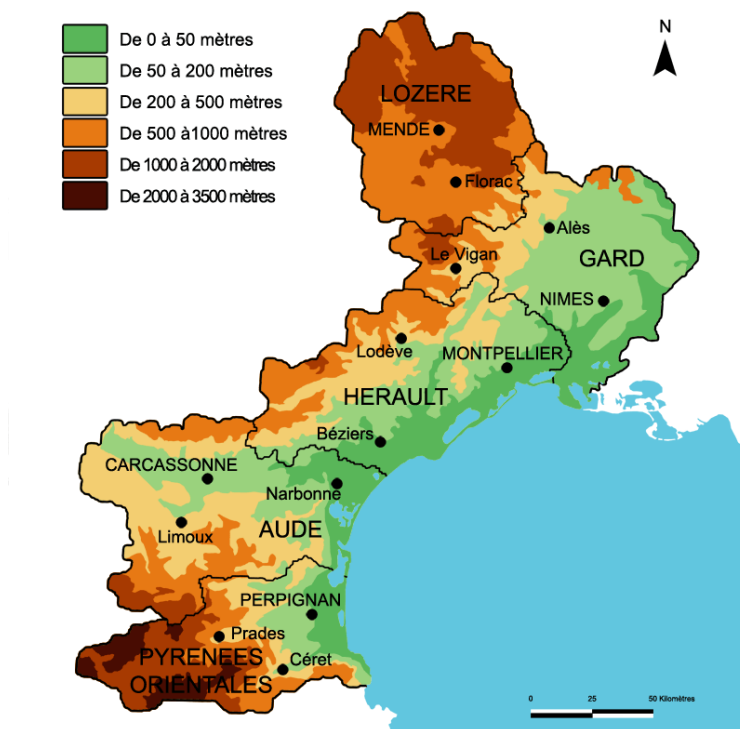 De 0 à 50 mètres
De 50 à 200 mètres
De 200 à 500 mètres
De 500 à1000 mètres
De 1000 à 2000 mètres
De 2000 à 3500 mètres
N
LOZERE
MENDE
Florac
Alès
Le Vigan
GARD
NIMES
Lodève
MONTPELLIER
HERAULT
Béziers
CARCASSONNE
Narbonne
AUDE
Limoux
PERPIGNAN
Prades
PYRENEES
Céret
ORIENTALES
0 25 50 Kilomètres